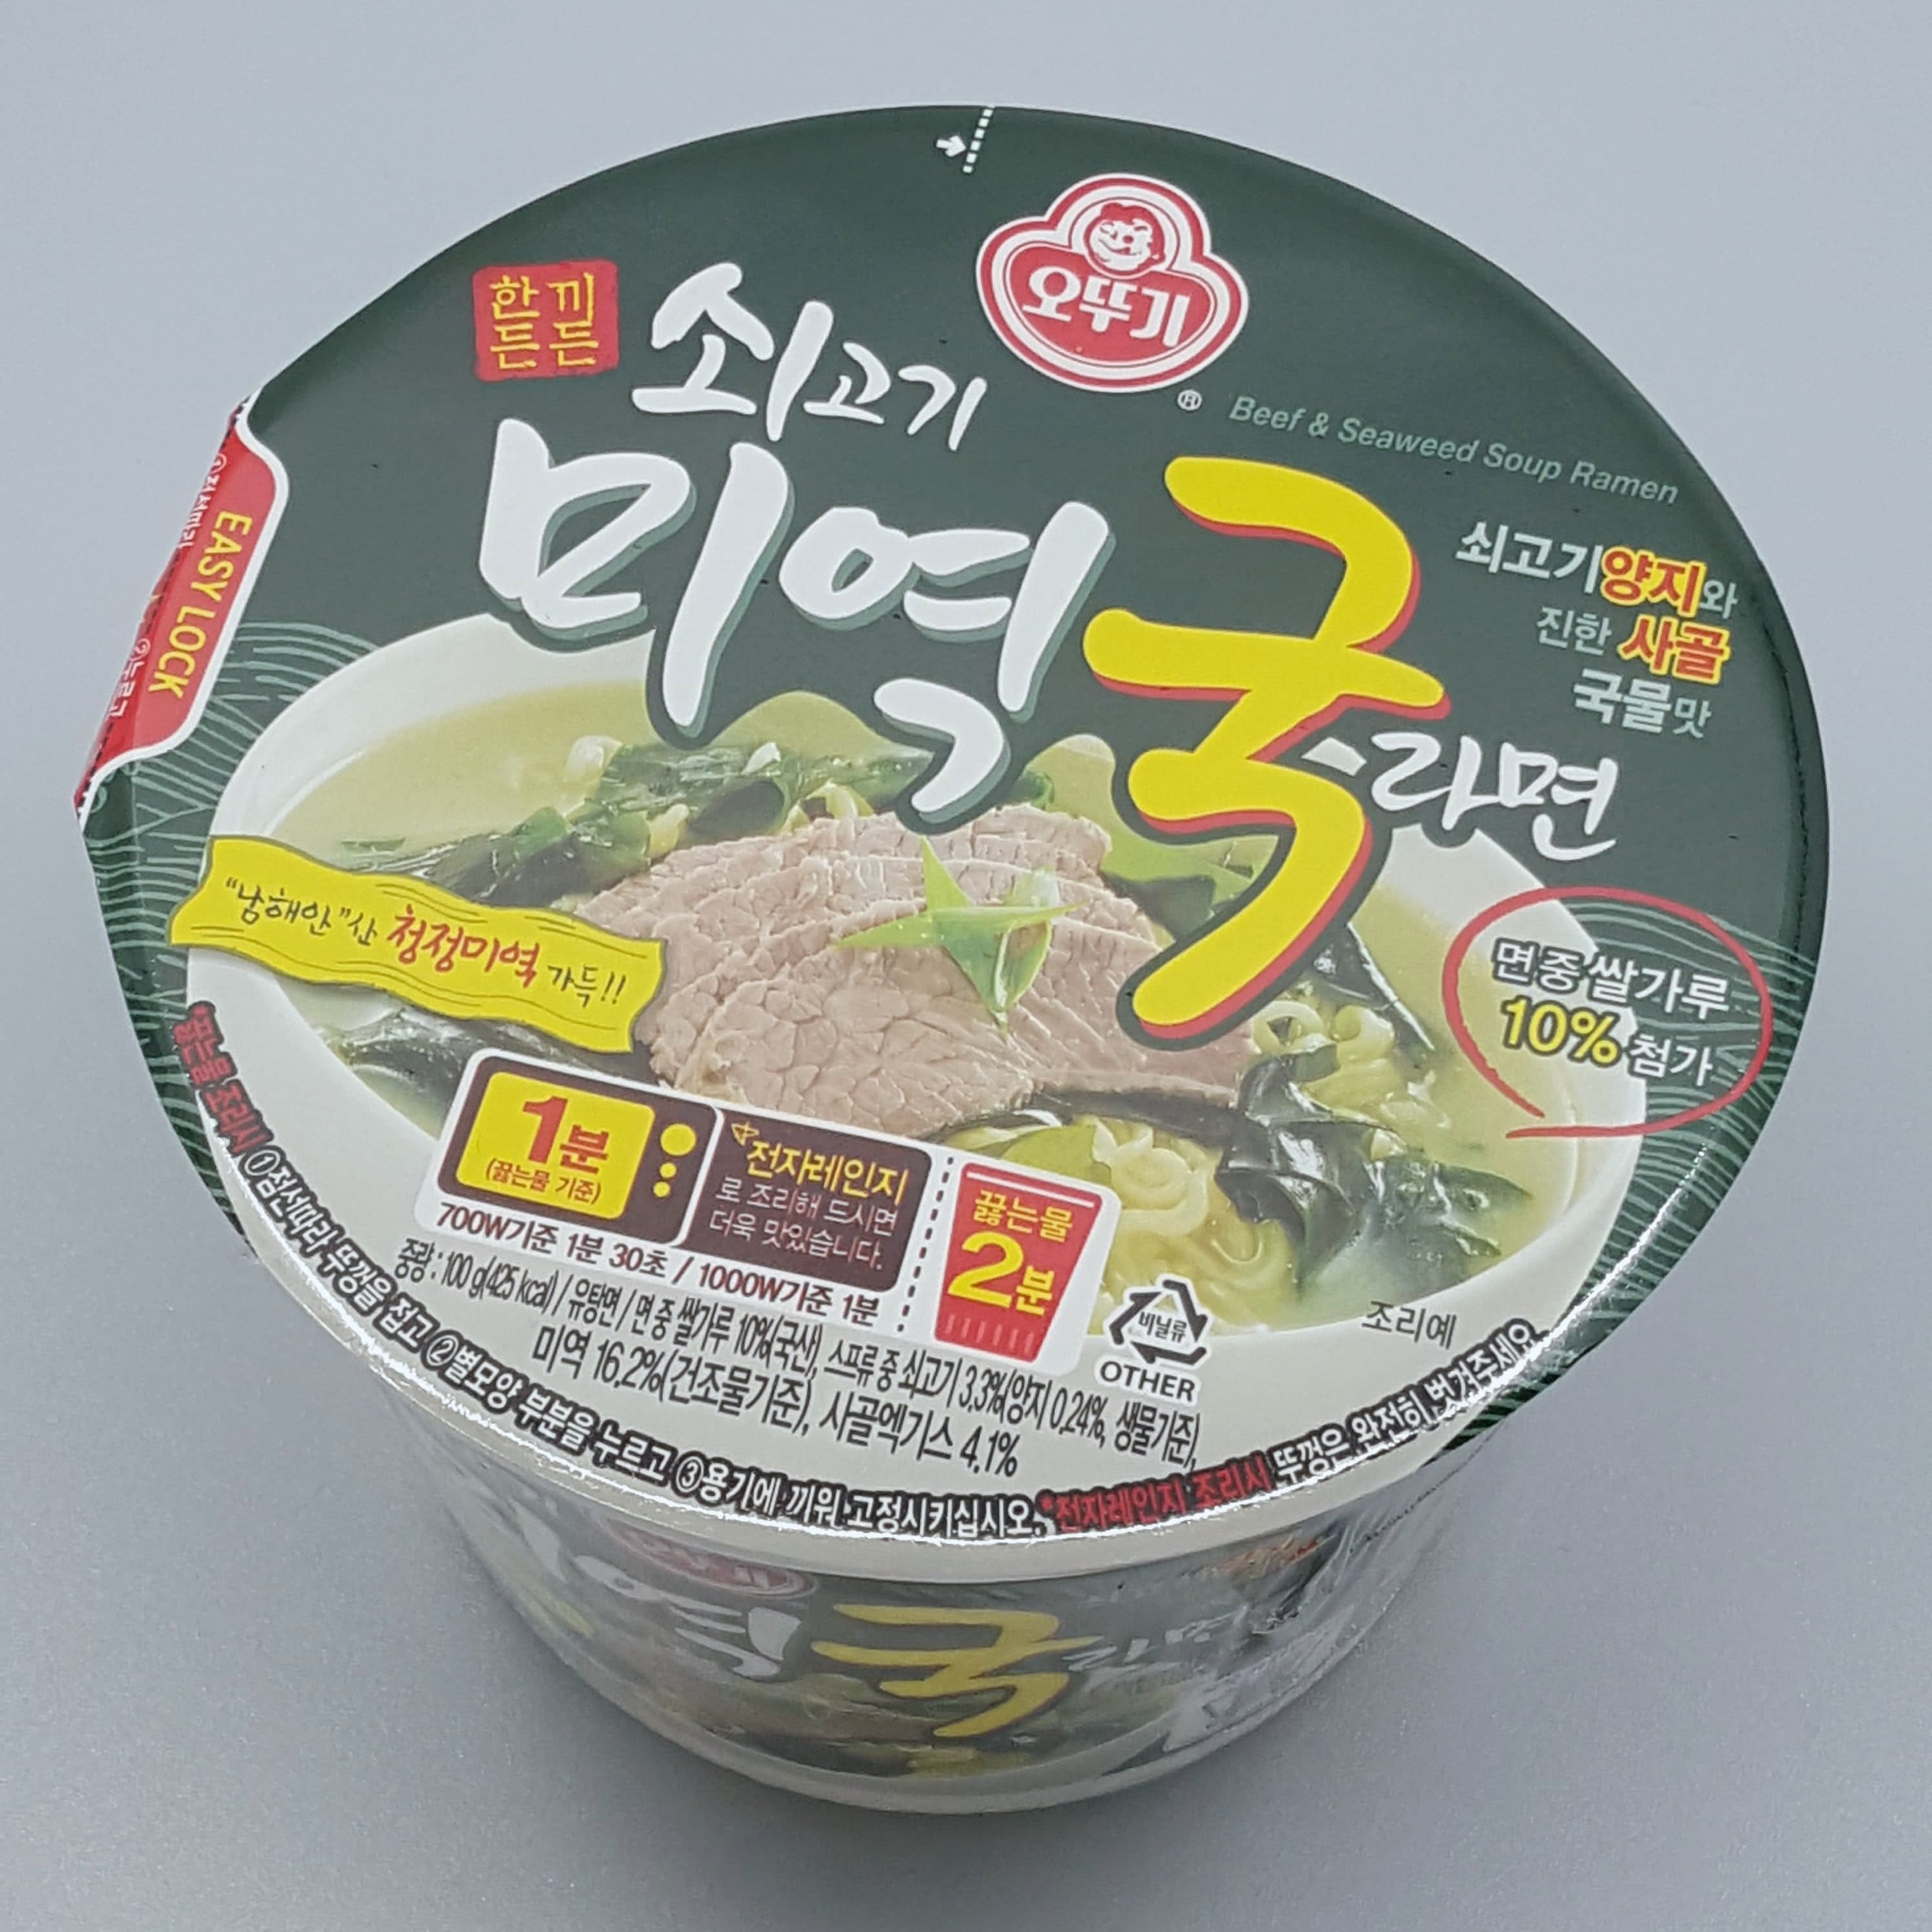 오뚜기
®
한끼
든든
쇠고기
미역국라면
Beef & Seaweed Soup Ramen
쇠고기양지와
진한 사골
국물맛
EASY LOCK
"남해안"산 청정미역 가득!!
면중쌀가루
10% 첨가
1분
(끓는물 기준)
전자레인지
로 조리해 드시면
더욱 맛있습니다.
700W기준 1분 30초 / 1000W기준 1분
끓는물
2분
비닐류
OTHER
조리예
중량 : 100 g(425 kcal) / 유탕면 / 면 중 쌀가루 10%(국산), 스프류 중 쇠고기 3.3%(양지 0.24%, 생물기준),
미역 16.2%(건조물기준), 사골엑기스 4.1%
*끓는물 조리시 ①점선따라 뚜껑을 접고 ②별모양 부분을 누르고 ③용기에 끼워 고정시키십시오. *전자레인지 조리시 뚜껑은 완전히 벗겨주세요.
역국라면